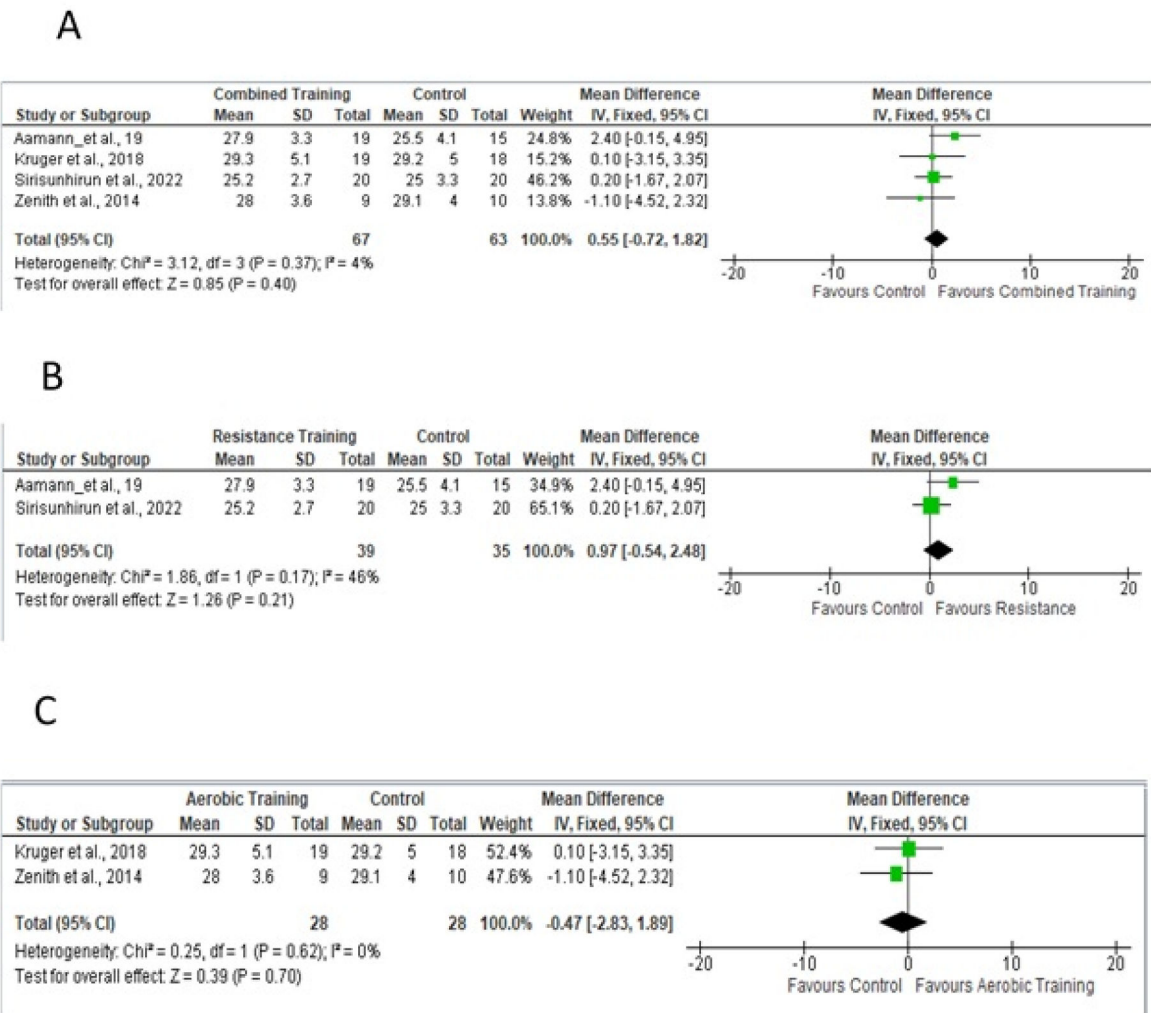 A
Combined Training Control Mean Difference Mean Difference
Study or Subgroup Mean SD Total Mean SD Total Weight IV, Fixed, 95% CI IV, Fixed, 95% CI
Aamann_et al., 19 27.9 3.3 19 25.5 4.1 15 24.8% 2.40 [-0.15, 4.95]
Kruger et al., 2018 29.3 5.1 19 29.2 5 18 15.2% 0.10 [-3.15, 3.35]
Sirisunhirun et al., 2022 25.2 2.7 20 25 3.3 20 46.2% 0.20 [-1.67, 2.07]
Zenith et al., 2014 28 3.6 9 29.1 4 10 13.8% -1.10 [-4.52, 2.32]
Total (95% CI) 67 63 100.0% 0.55 [-0.72, 1.82]
Heterogeneity: Chi² = 3.12, df = 3 (P = 0.37); I² = 4%
Test for overall effect: Z = 0.85 (P = 0.40)
-20 -10 0 10 20
Favours Control Favours Combined Training
B
Resistance Training Control Mean Difference Mean Difference
Study or Subgroup Mean SD Total Mean SD Total Weight IV, Fixed, 95% CI IV, Fixed, 95% CI
Aamann_et al., 19 27.9 3.3 19 25.5 4.1 15 34.9% 2.40 [-0.15, 4.95]
Sirisunhirun et al., 2022 25.2 2.7 20 25 3.3 20 65.1% 0.20 [-1.67, 2.07]
Total (95% CI) 39 35 100.0% 0.97 [-0.54, 2.48]
Heterogeneity: Chi² = 1.86, df = 1 (P = 0.17); I² = 46%
Test for overall effect: Z = 1.26 (P = 0.21)
-20 -10 0 10 20
Favours Control Favours Resistance
C
Aerobic Training Control Mean Difference Mean Difference
Study or Subgroup Mean SD Total Mean SD Total Weight IV, Fixed, 95% CI IV, Fixed, 95% CI
Kruger et al., 2018 29.3 5.1 19 29.2 5 18 52.4% 0.10 [-3.15, 3.35]
Zenith et al., 2014 28 3.6 9 29.1 4 10 47.6% -1.10 [-4.52, 2.32]
Total (95% CI) 28 28 100.0% -0.47 [-2.83, 1.89]
Heterogeneity: Chi² = 0.25, df = 1 (P = 0.62); I² = 0%
Test for overall effect: Z = 0.39 (P = 0.70)
-20 -10 0 10 20
Favours Control Favours Aerobic Training